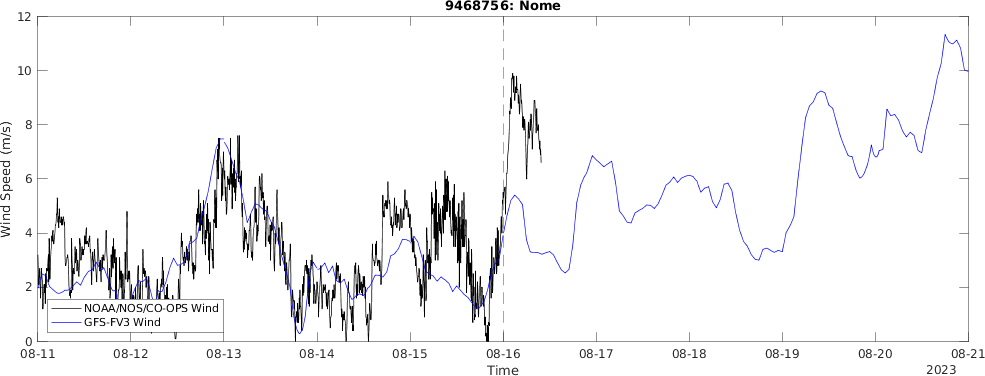 9468756: Nome
Wind Speed (m/s)
12
10
8
6
4
2
0
NOAA/NOS/CO-OPS Wind
GFS-FV3 Wind
08-11 08-12 08-13 08-14 08-15 08-16 08-17 08-18 08-19 08-20 08-21
Time
2023